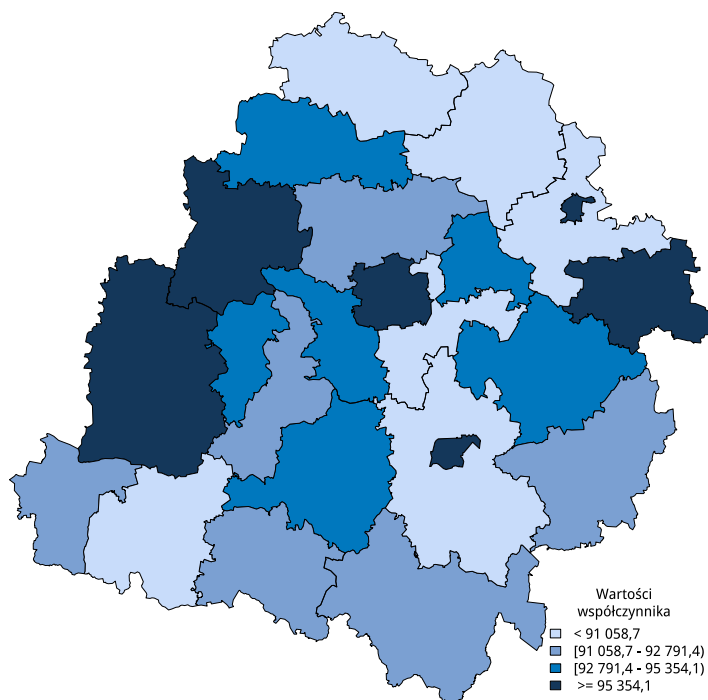 Wartości
współczynnika
< 91 058,7
[91 058,7 - 92 791,4)
[92 791,4 - 95 354,1)
>= 95 354,1